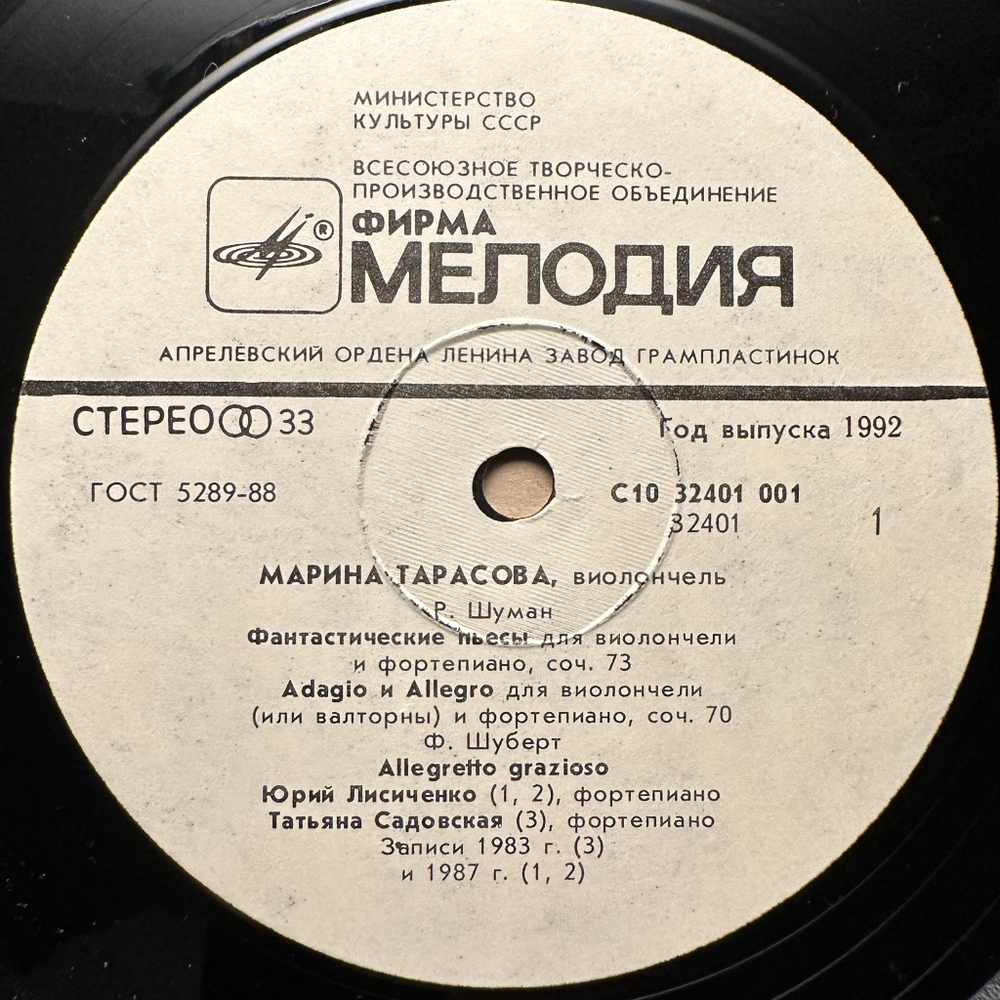 МИНИСТЕРСТВО
КУЛЬТУРЫ СССР
ВСЕСОЮЗНОЕ ТВОРЧЕСКО-
ПРОИЗВОДСТВЕННОЕ ОБЪЕДИНЕНИЕ
ФИРМА
®
МЕЛОДИЯ
АПРЕЛЕВСКИЙ ОРДЕНА ЛЕНИНА ЗАВОД ГРАМПЛАСТИНОК
СТЕРЕО 33
Год выпуска 1992
ГОСТ 5289-88
С10 32401 001
32401
1
МАРИНА ТАРАСОВА, виолончель
Р. Шуман
Фантастические пьесы для виолончели
и фортепиано, соч. 73
Adagio и Allegro для виолончели
(или валторны) и фортепиано, соч. 70
Ф. Шуберт
Allegretto grazioso
Юрий Лисиченко (1, 2), фортепиано
Татьяна Садовская (3), фортепиано
Записи 1983 г. (3)
и 1987 г. (1, 2)